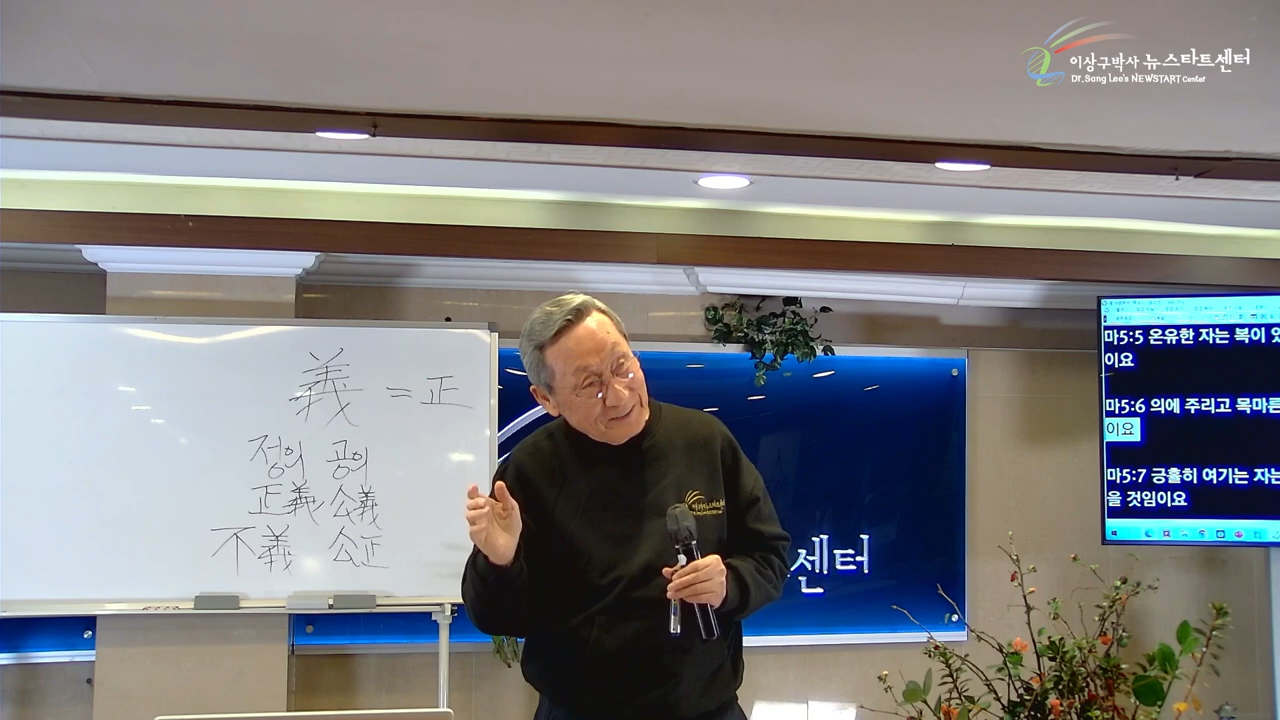 이상구박사 뉴스타트센터
Dr. Sang Lee's NEWSTART Center
義 = 正
정의 공의
正義 公義
不義 公正
센터
마5:5 온유한 자는 복이
이요
마5:6 의에 주리고 목마른
이요
마5:7 긍휼히 여기는 자는
을 것임이요